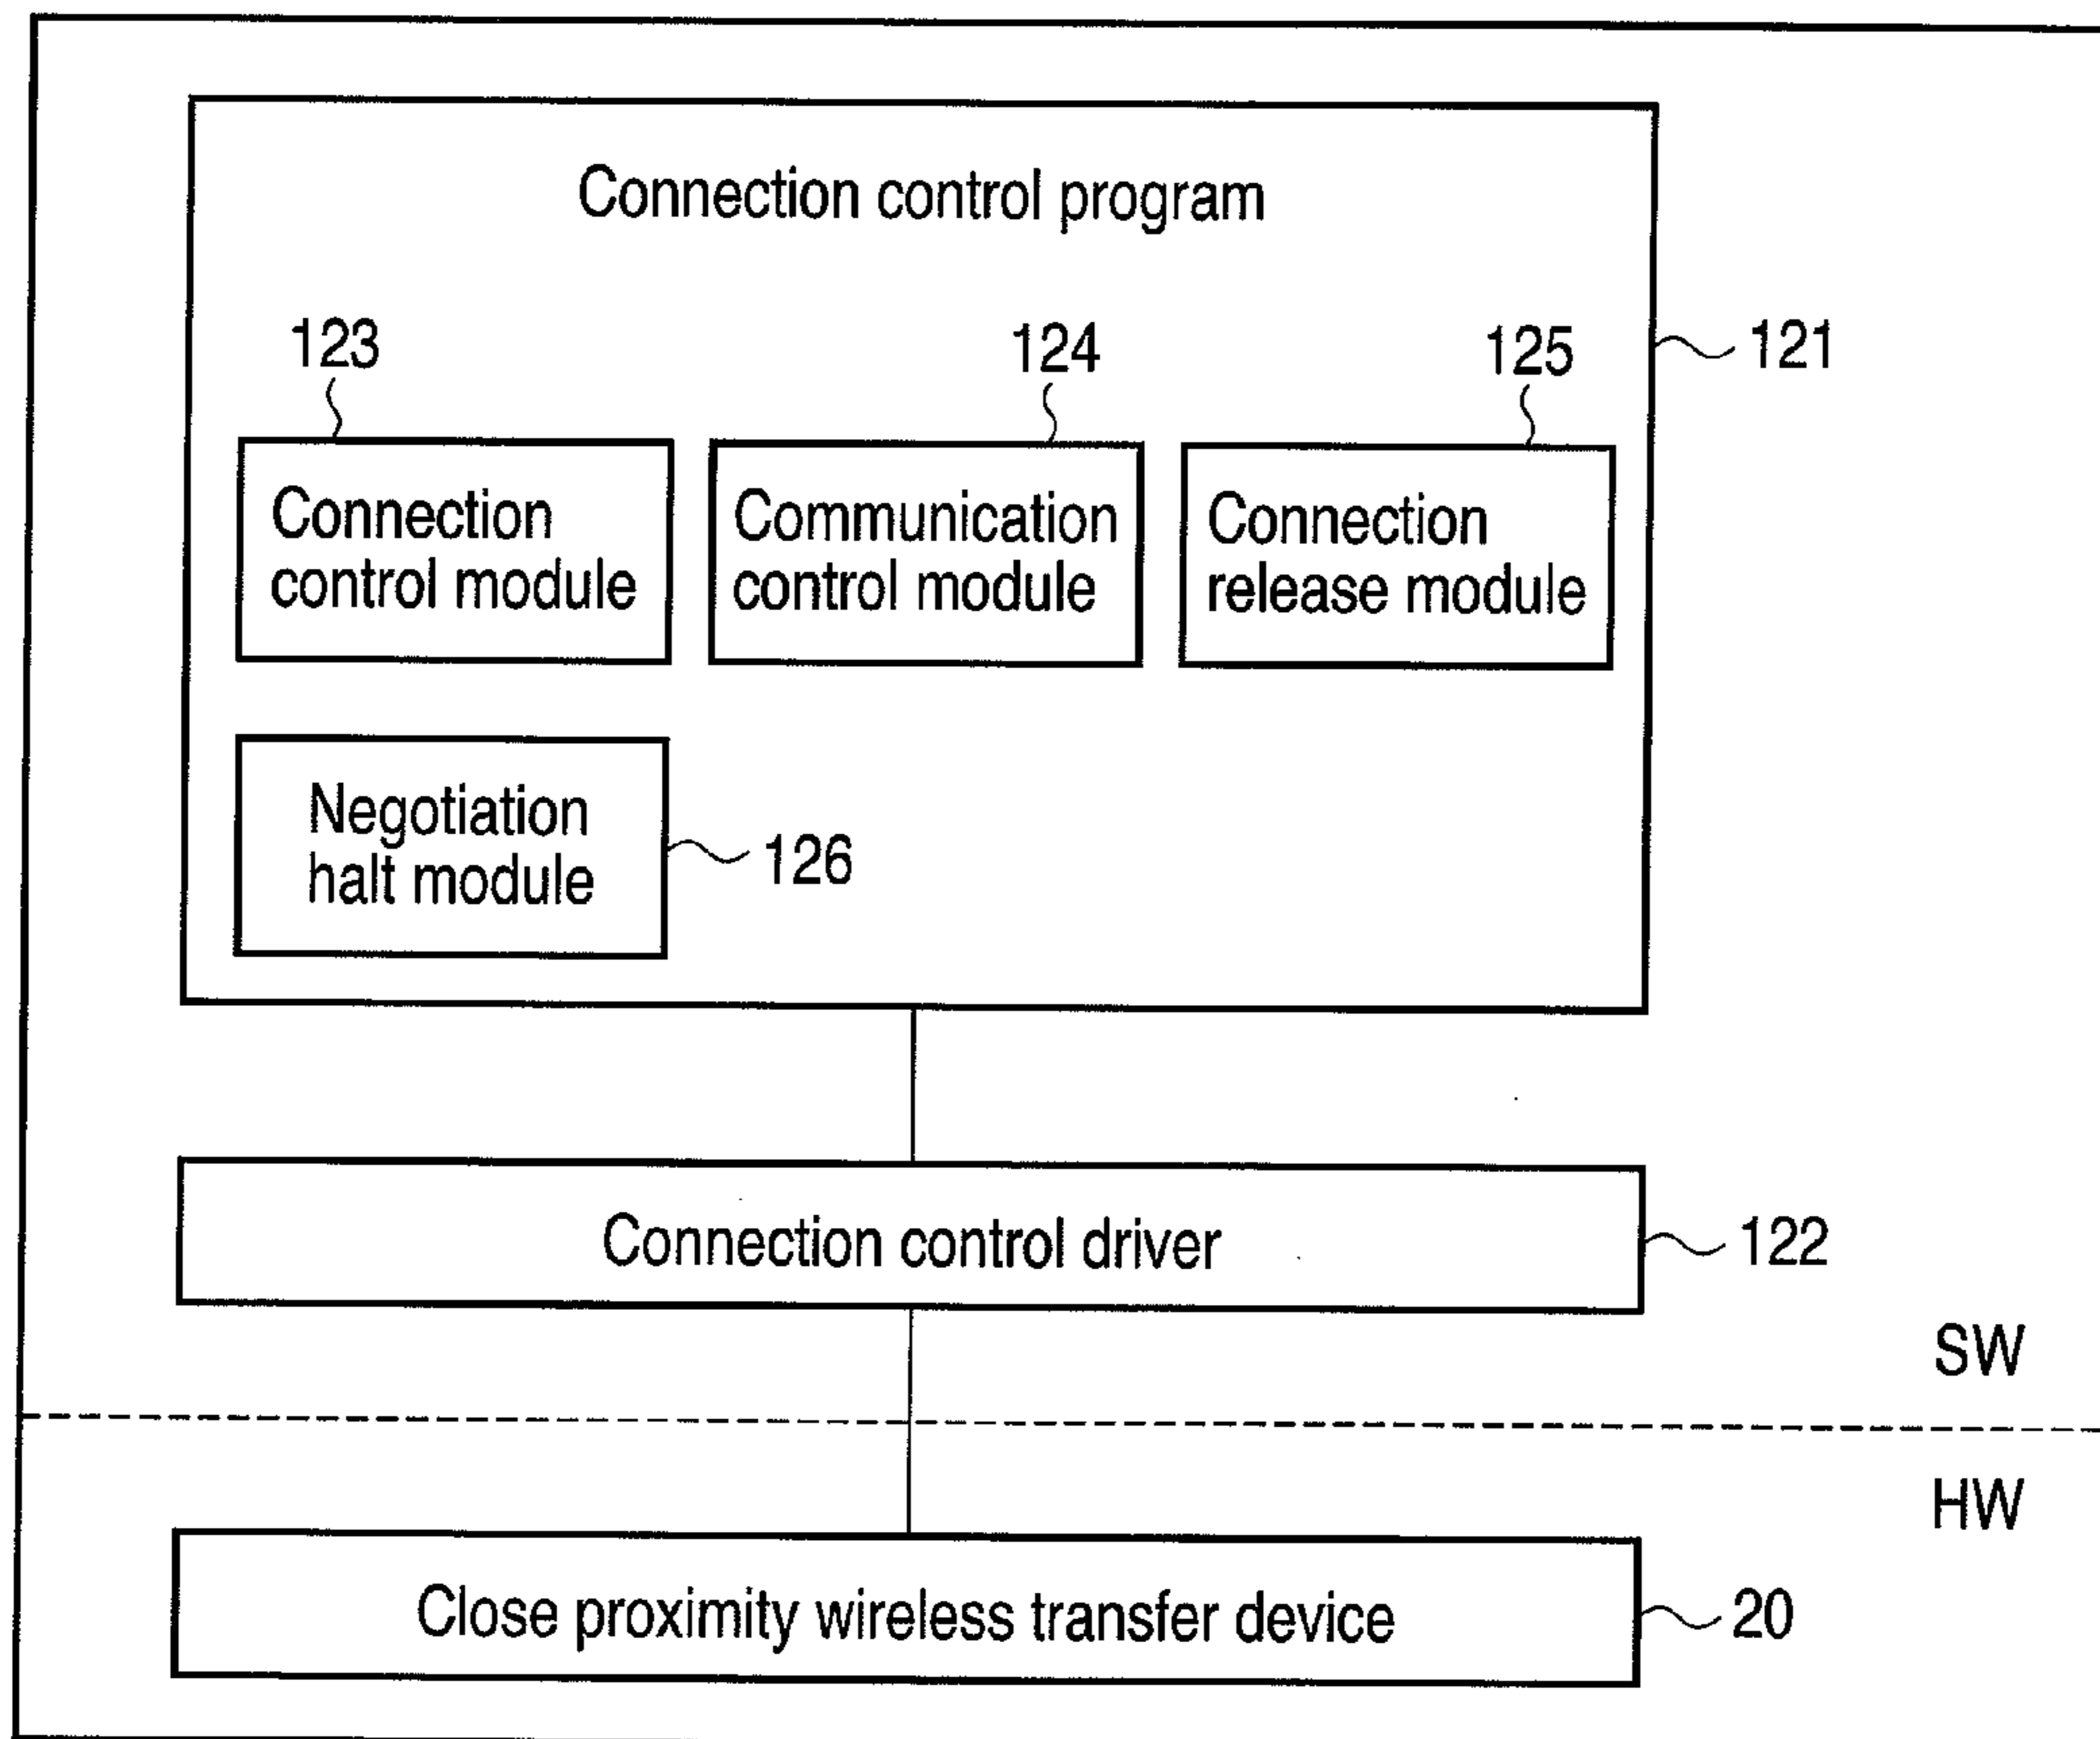 Connection control program
123
124
125
121
Connection
control module
Communication
control module
Connection
release module
Negotiation
halt module
126
Connection control driver
122
SW
HW
Close proximity wireless transfer device
20